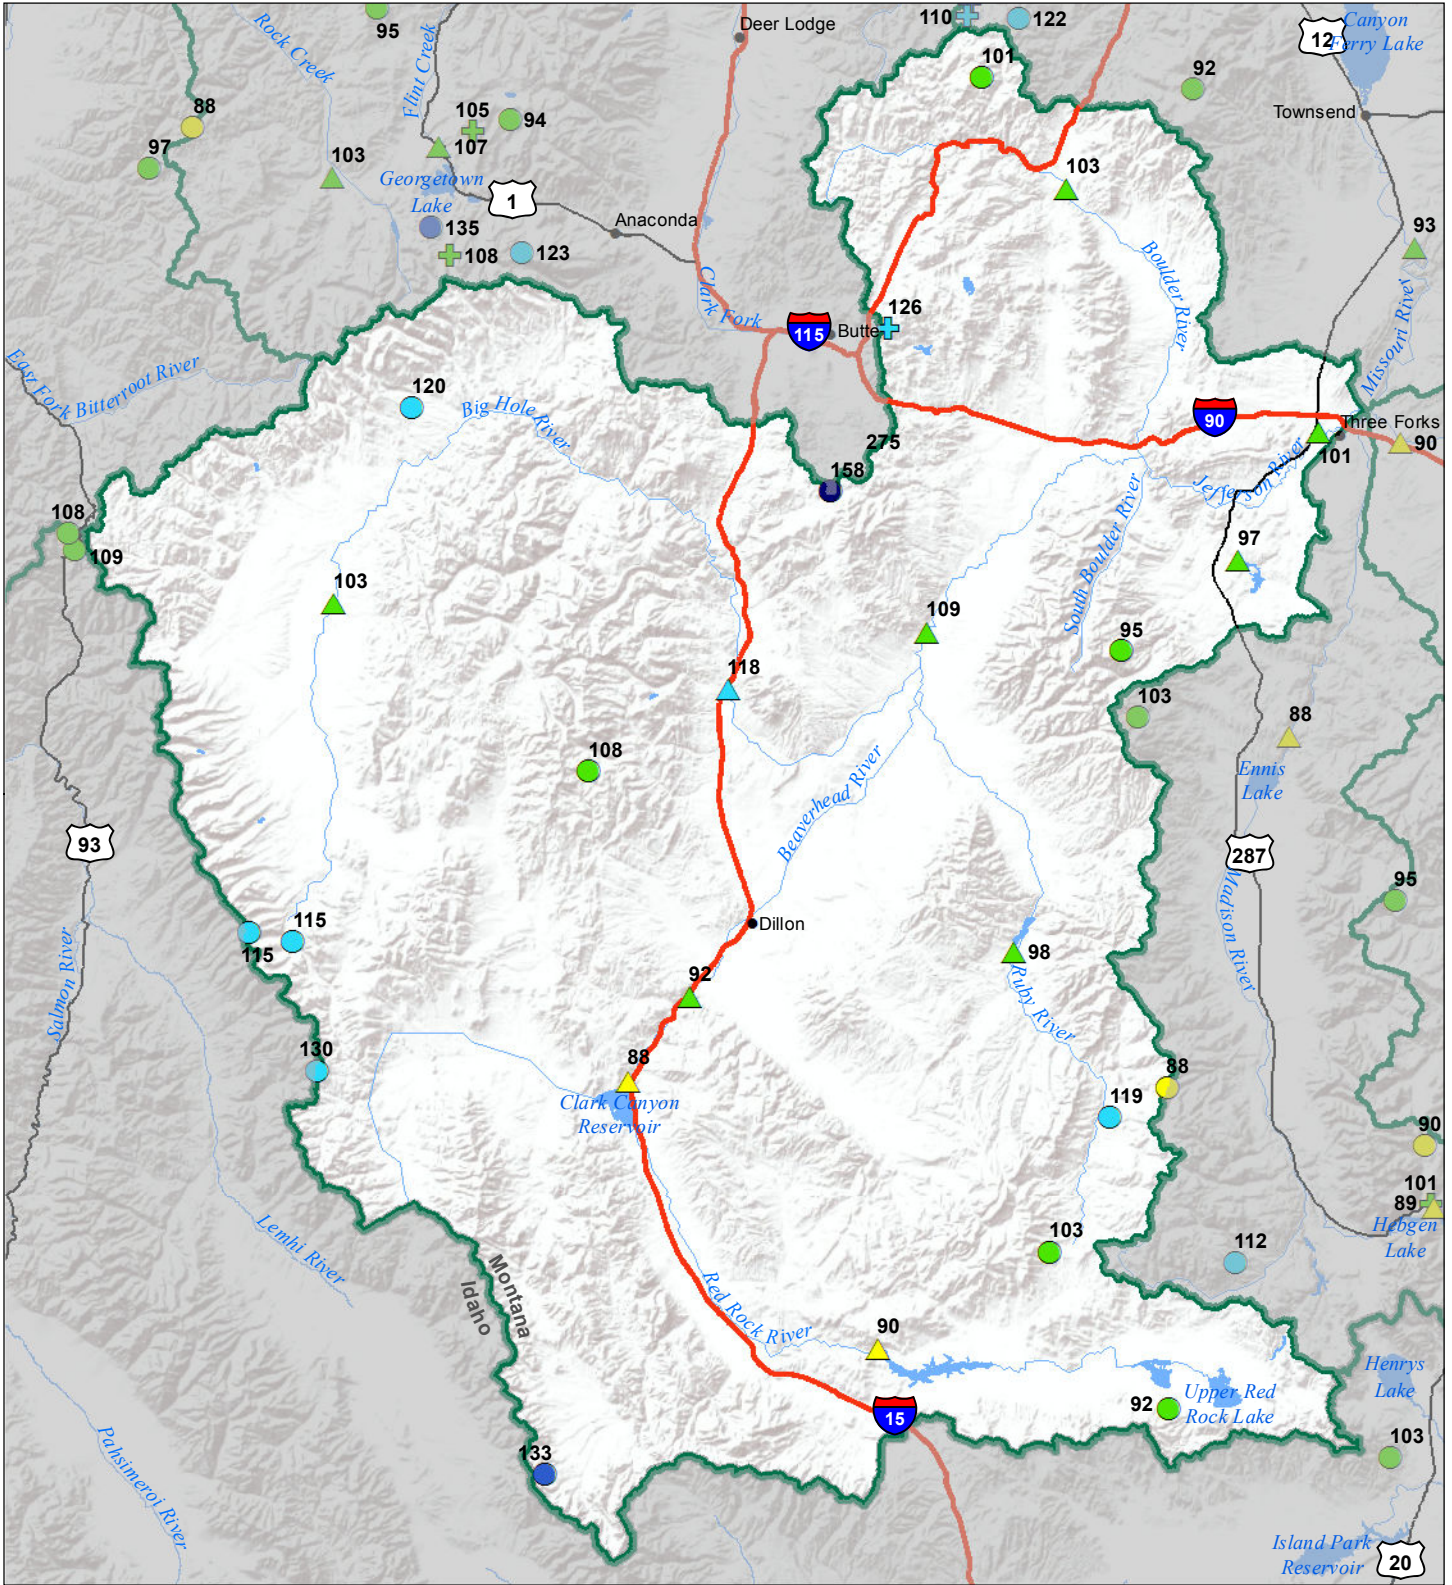 95
110
122
Canyon
Ferry Lake
12
Deer Lodge
Rock Creek
Flint Creek
101
92
Townsend
88
105
94
107
97
103
Georgetown
Lake
1
103
Anaconda
135
108
123
93
Boulder River
Clark Fork
126
115
Butte
Missouri River
East Fork Bitterroot River
120
Big Hole River
90
Three Forks
90
101
275
158
Jefferson River
South Boulder River
108
109
103
97
109
95
118
103
88
108
Ennis
Lake
Beaverhead River
93
287
Madison River
95
Dillon
115
115
98
Ruby River
Salmon River
92
130
88
Clark Canyon
Reservoir
88
119
90
101
89
Hebgen
Lake
Lemhi River
Montana
Idaho
103
112
Red Rock River
90
Henrys
Lake
Upper Red
Rock Lake
92
15
133
103
Pahsimeroi River
Island Park
Reservoir
20